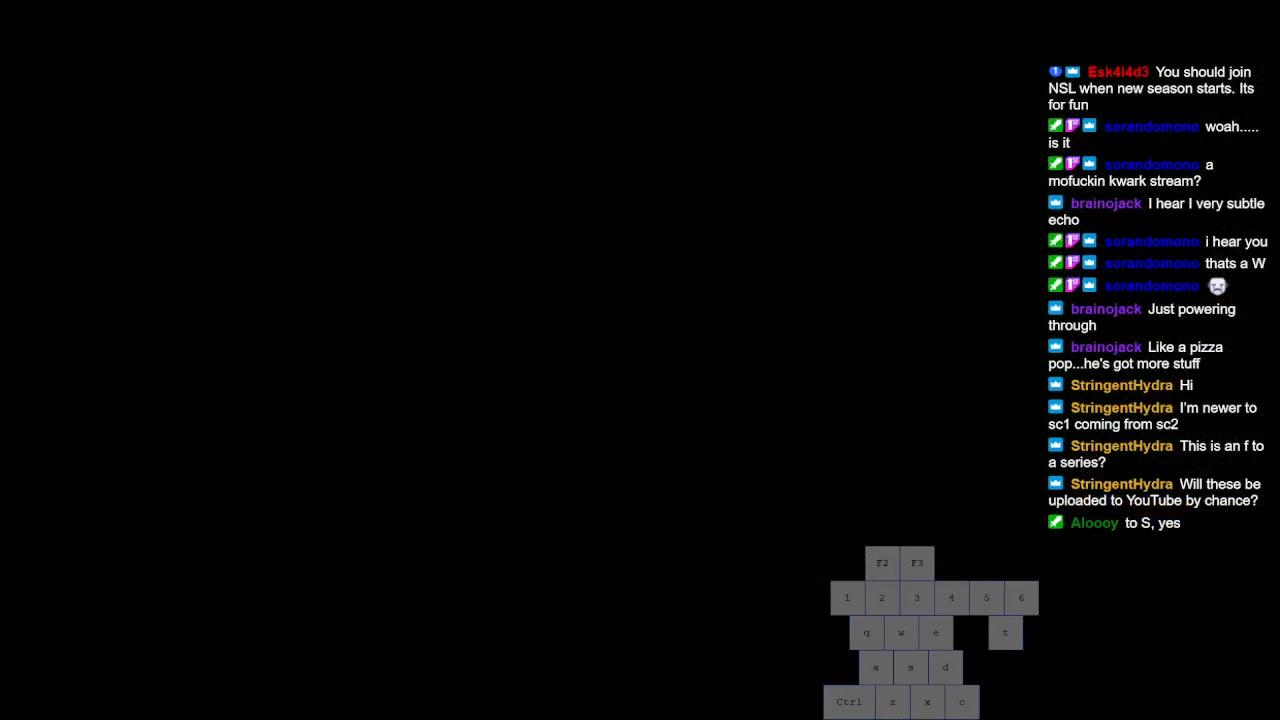 Esk4l4d3 You should join
NSL when new season starts. Its
for fun
sorandomono woah.....
is it
sorandomono a
mofuckin kwark stream?
brainojack I hear I very subtle
echo
sorandomono i hear you
sorandomono thats a W
sorandomono
brainojack Just powering
through
brainojack Like a pizza
pop...he's got more stuff
StringentHydra Hi
StringentHydra I'm newer to
sc1 coming from sc2
StringentHydra This is an f to
a series?
StringentHydra Will these be
uploaded to YouTube by chance?
Aloooy to S, yes
F2 F3
1 2 3 4 5 6
q w e t
a s d
Ctrl z x c